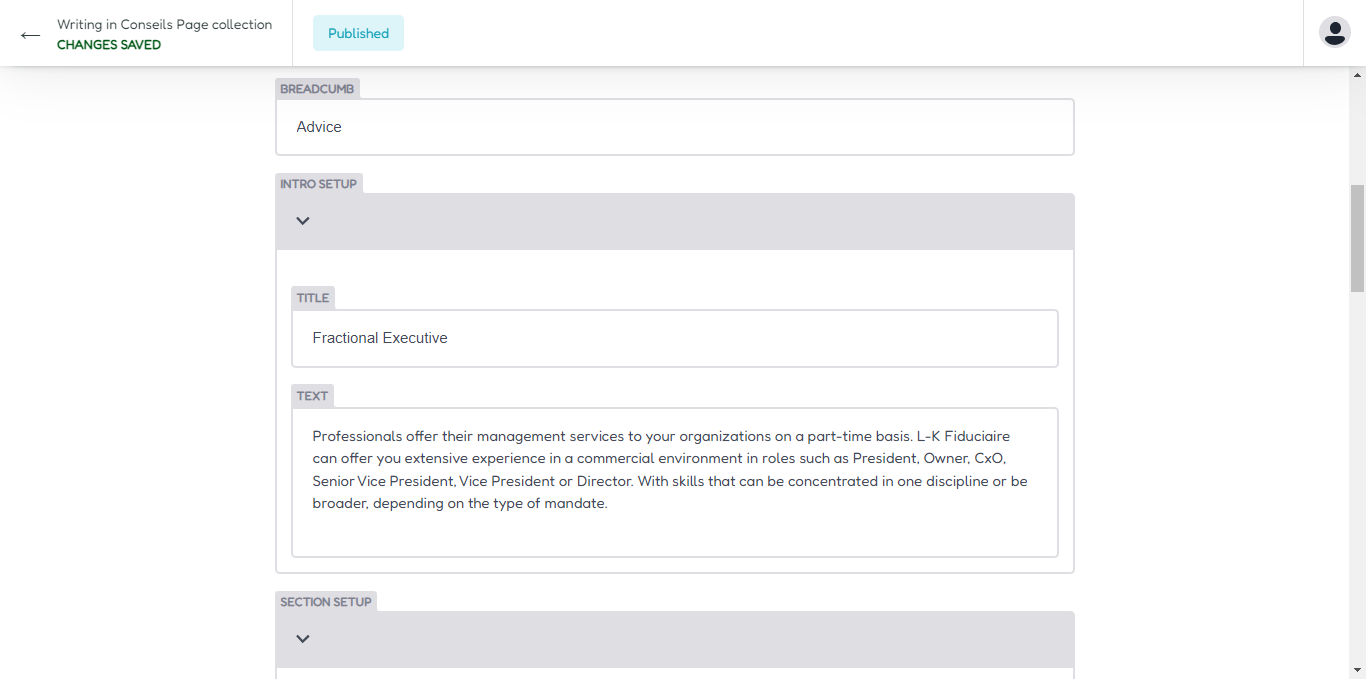 Writing in Conseils Page collection
CHANGES SAVED
Published
BREADCUMB
Advice
INTRO SETUP
TITLE
Fractional Executive
TEXT
Professionals offer their management services to your organizations on a part-time basis. L-K Fiduciaire
can offer you extensive experience in a commercial environment in roles such as President, Owner, CxO,
Senior Vice President, Vice President or Director. With skills that can be concentrated in one discipline or be
broader, depending on the type of mandate.
SECTION SETUP